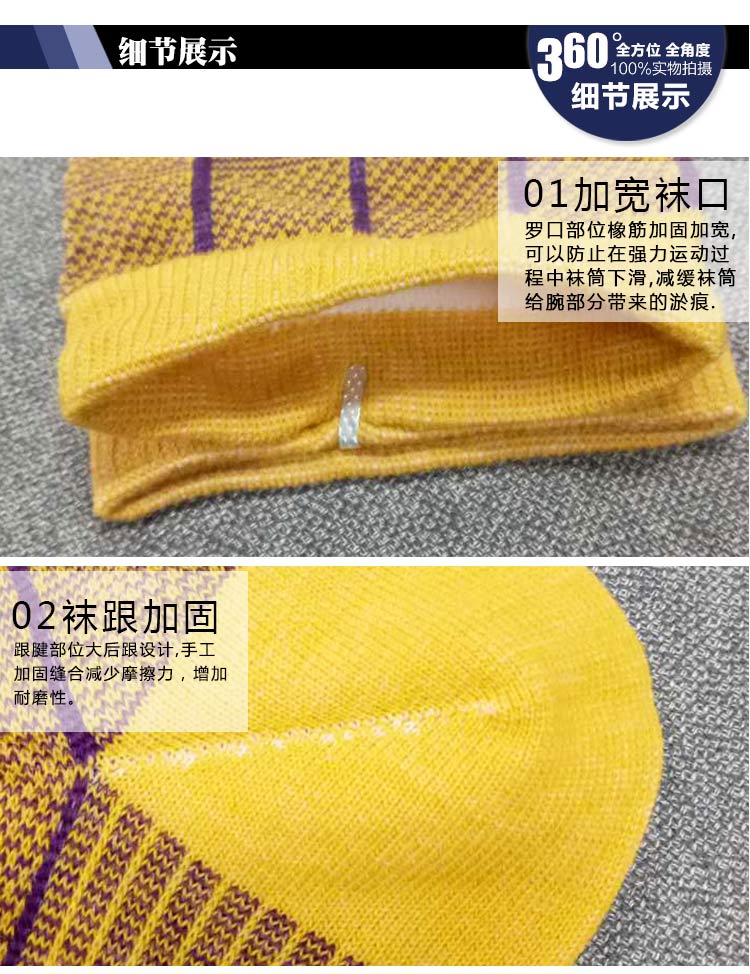 细节展示
360°全方位 全角度
100%实物拍摄
细节展示
01加宽袜口
罗口部位橡筋加固加宽,
可以防止在强力运动过
程中袜筒下滑,减缓袜筒
给腕部分带来的淤痕.
02袜跟加固
跟腱部位大后跟设计,手工
加固缝合减少摩擦力，增加
耐磨性。